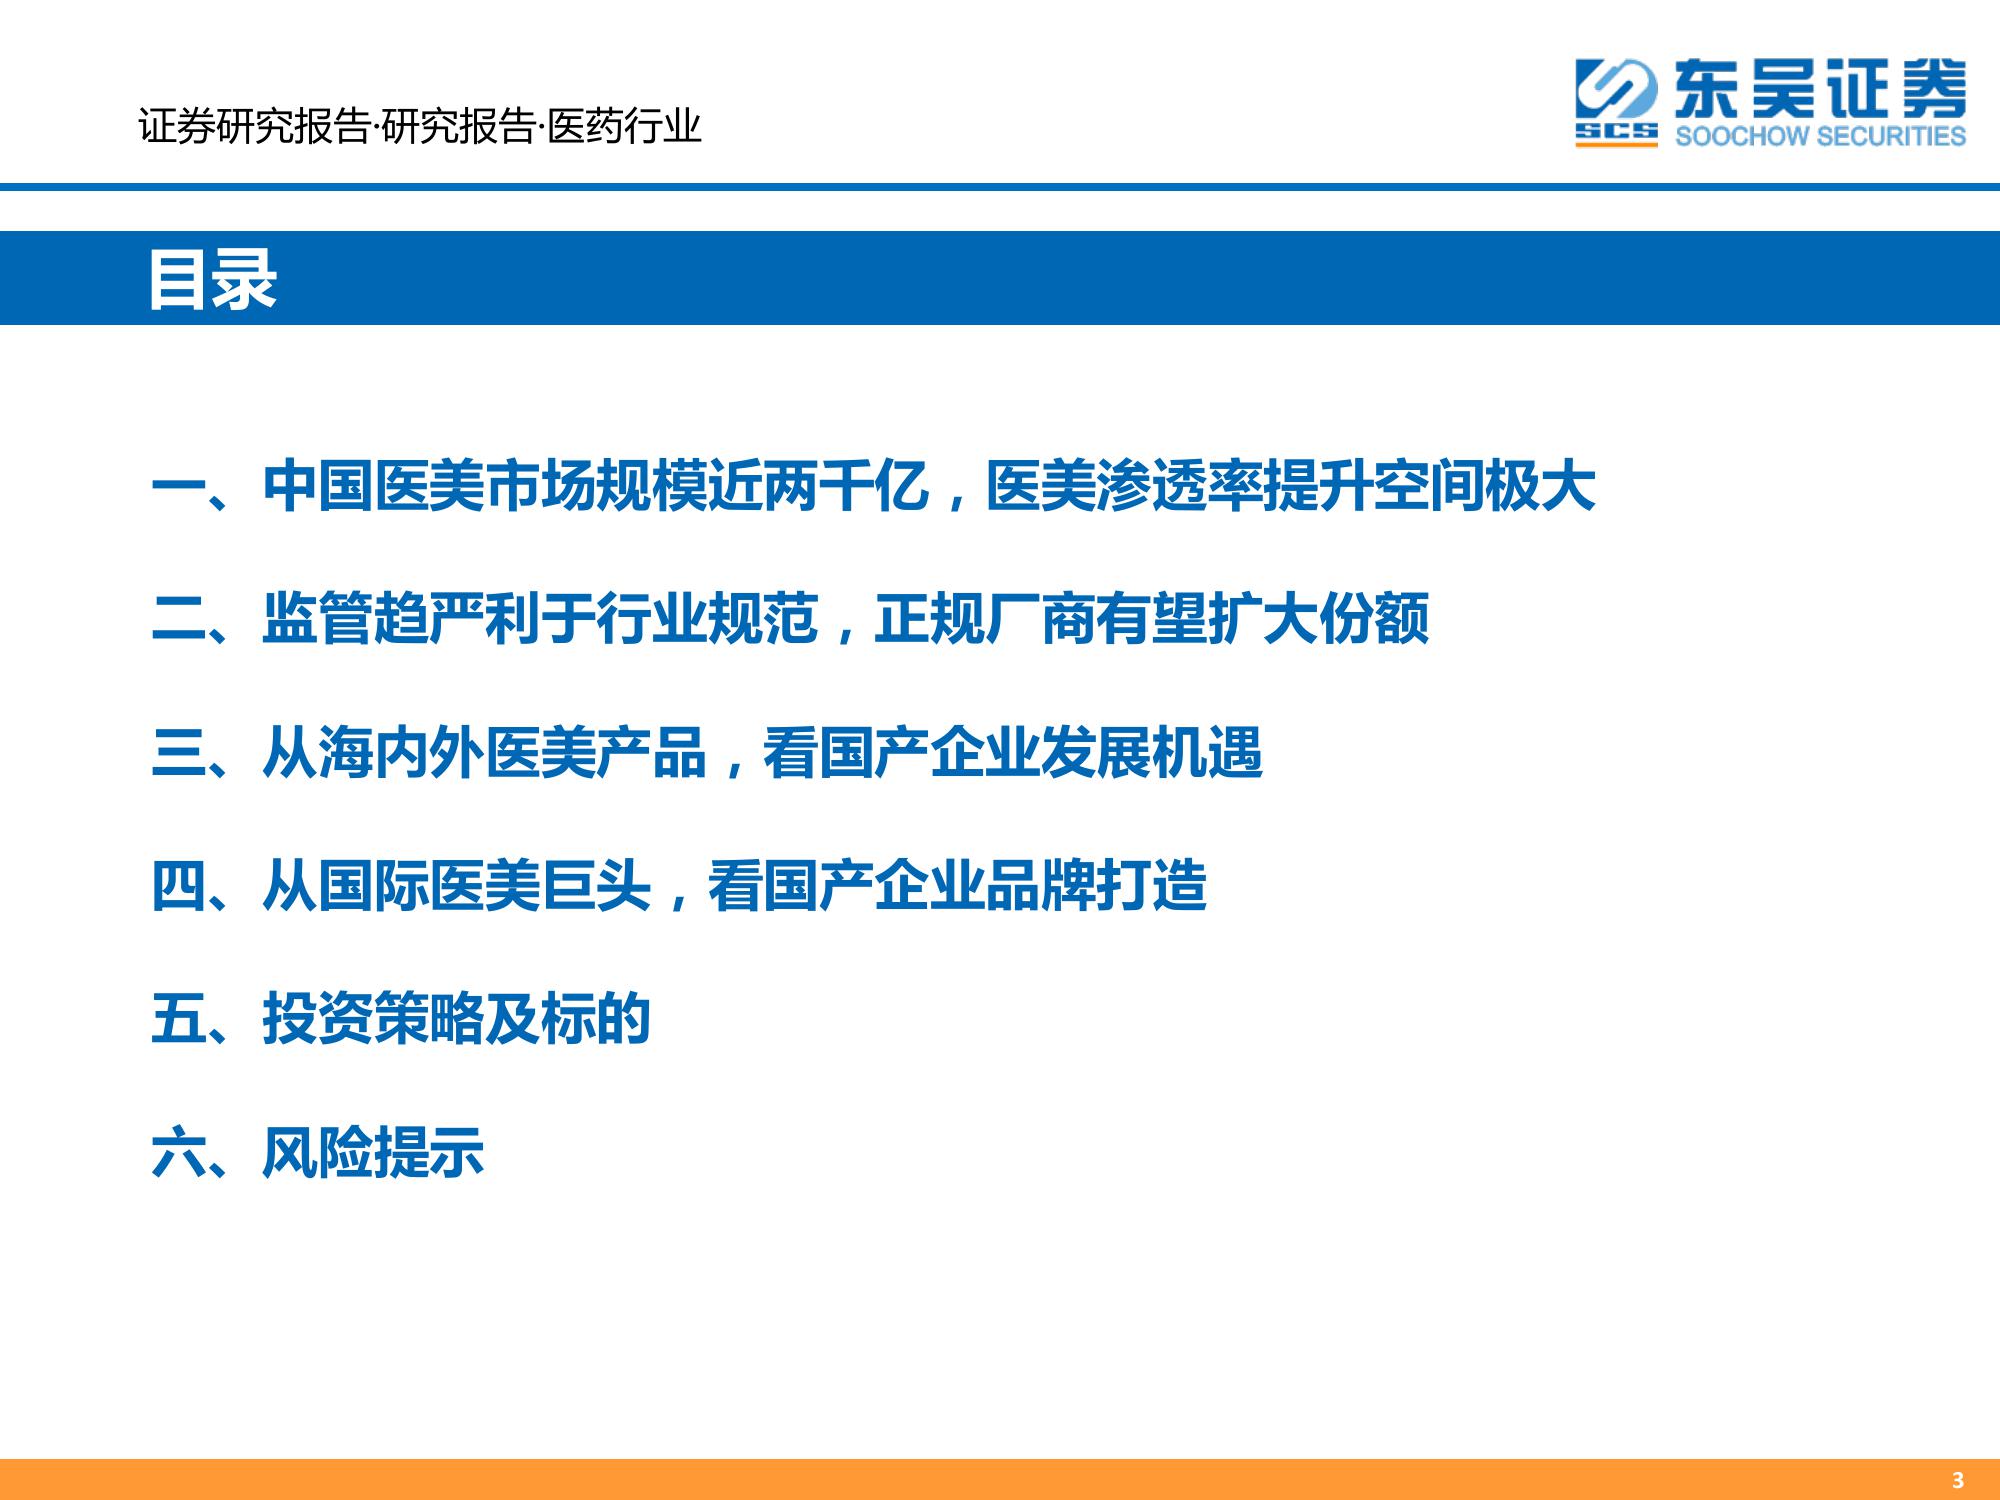 证券研究报告·研究报告·医药行业
SCS
东吴证券
SOOCHOW SECURITIES
目录
一、中国医美市场规模近两千亿，医美渗透率提升空间极大
二、监管趋严利于行业规范，正规厂商有望扩大份额
三、从海内外医美产品，看国产企业发展机遇
四、从国际医美巨头，看国产企业品牌打造
五、投资策略及标的
六、风险提示
3